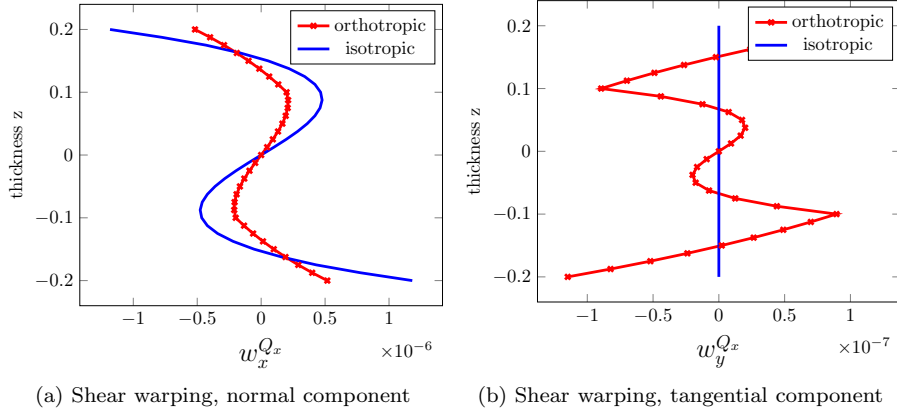 orthotropic
isotropic
0.2
0.1
0
−0.1
−0.2
thickness z
−1
−0.5
0
0.5
1
×10⁻⁶
w_x^{Q_x}
(a) Shear warping, normal component
orthotropic
isotropic
0.2
0.1
0
−0.1
−0.2
thickness z
−1
−0.5
0
0.5
1
×10⁻⁷
w_y^{Q_x}
(b) Shear warping, tangential component